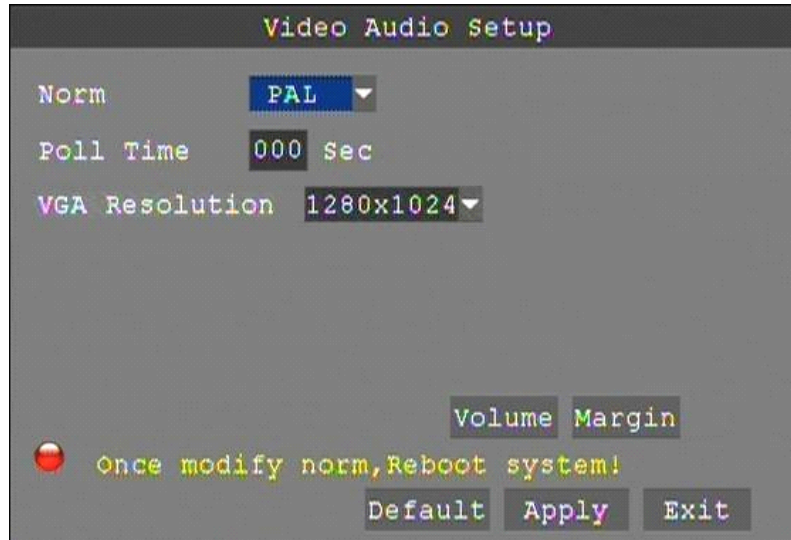 Video Audio Setup
Norm PAL
Poll Time 000 Sec
VGA Resolution 1280x1024
Volume Margin
Once modify norm,Reboot system!
Default Apply Exit